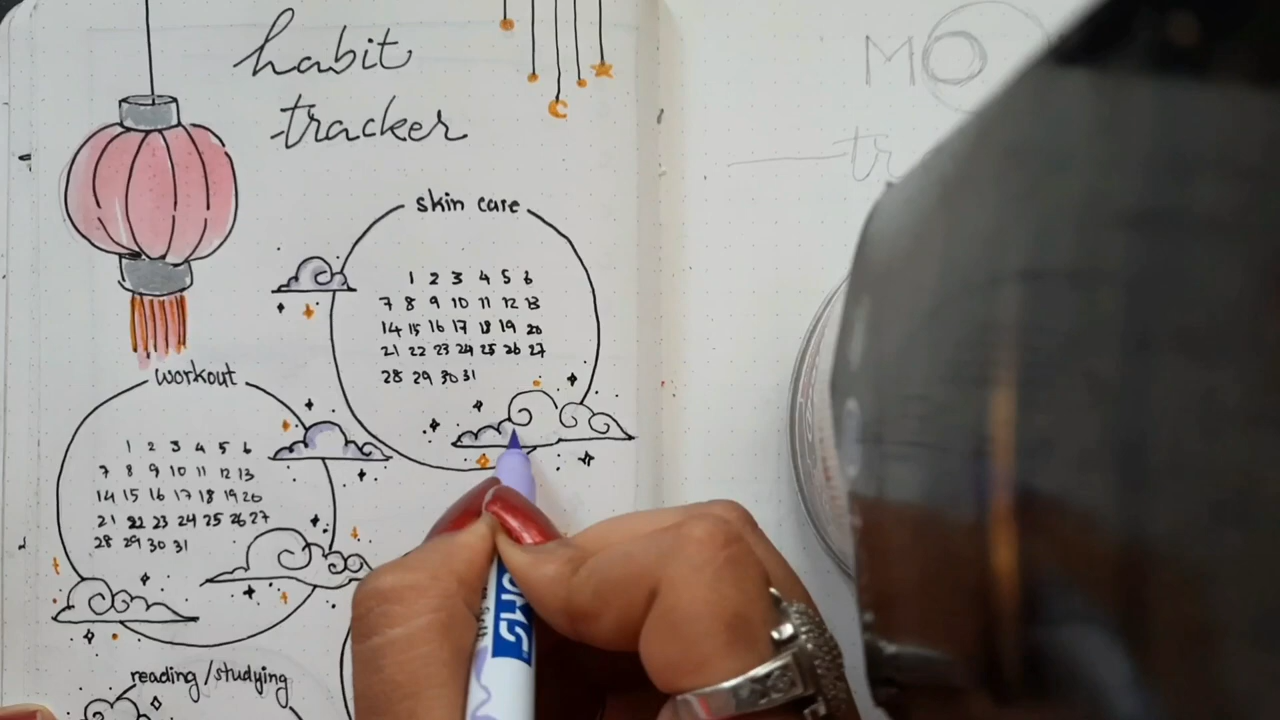 habit
tracker
skin care
1 2 3 4 5 6
7 8 9 10 11 12 13
14 15 16 17 18 19 20
21 22 23 24 25 26 27
28 29 30 31
workout
1 2 3 4 5 6
7 8 9 10 11 12 13
14 15 16 17 18 19 20
21 22 23 24 25 26 27
28 29 30 31
reading/studying
MO
tr
OMS